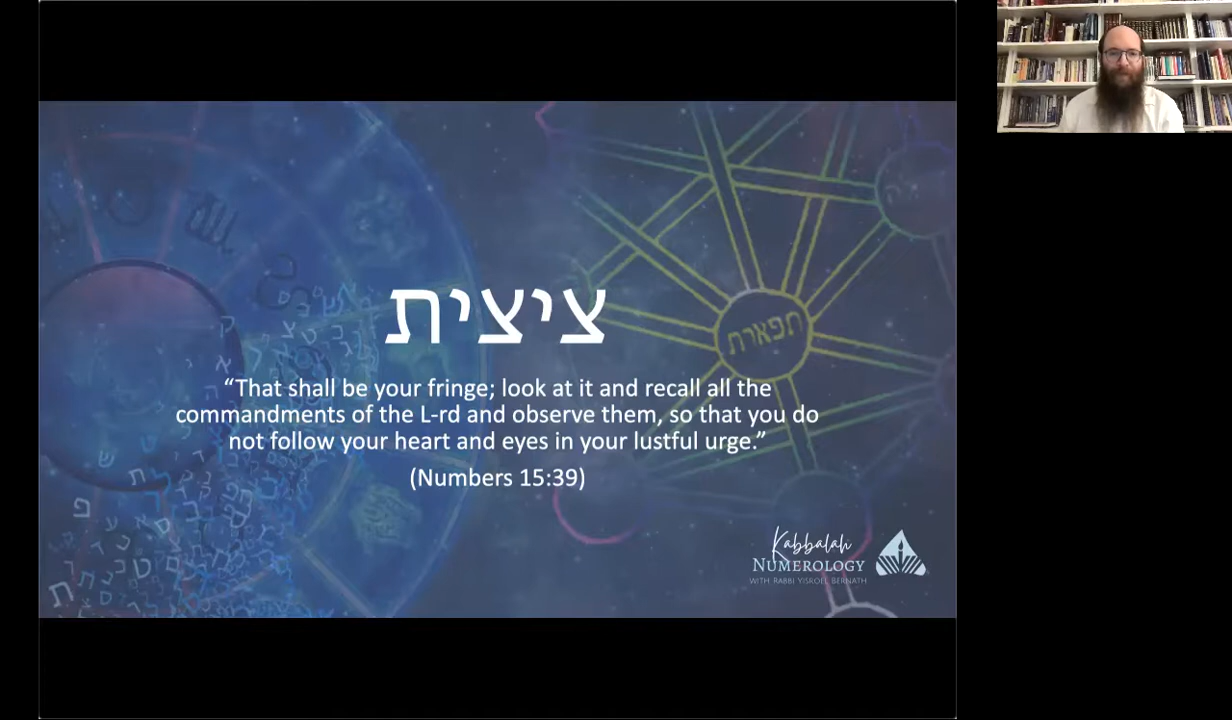 ציצית
“That shall be your fringe; look at it and recall all the
commandments of the L-rd and observe them, so that you do
not follow your heart and eyes in your lustful urge.”
(Numbers 15:39)
תפארת
Kabbalah
NUMEROLOGY
WITH RABBI YISROEL BERNATH